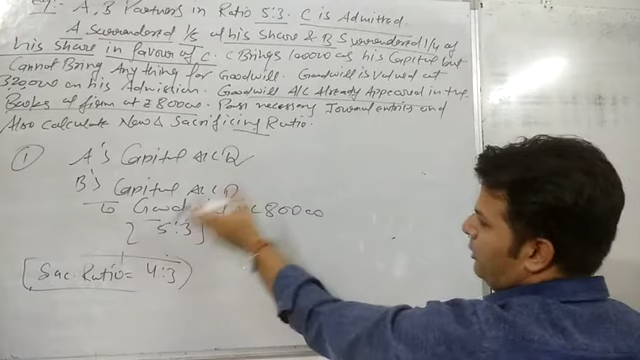 A, B Partners in Ratio 5:3. C is Admitted.
A Surrendered 1/5 of his Share & B Surrendered 1/4 of
his Share in favour of C. C Brings 100000 as his Capital but
Cannot Bring Any thing for Goodwill. Goodwill is Valued at
320000 on his Admission. Goodwill A/C Already Appeared in the
Books of firm at ₹ 80000. Pass necessary Journal entries and
Also Calculate New & Sacrificing Ratio.
① A's Capital A/C Dr
B's Capital A/C D
To Good 80000
[5:3]
Sac. Ratio = 4:3